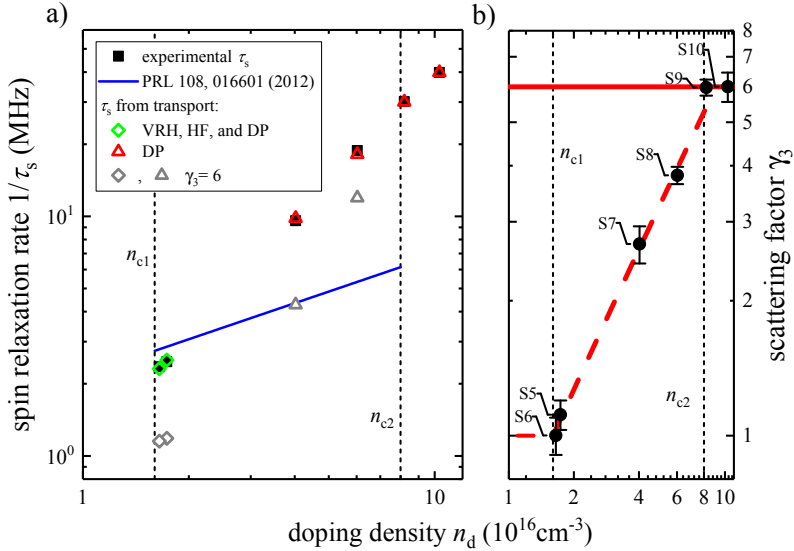 a)
experimental τs
PRL 108, 016601 (2012)
τs from transport:
VRH, HF, and DP
DP
, γ3= 6
nc1
nc2
10^1
10^0
1
10
spin relaxation rate 1/τs (MHz)
b)
S10
S9
S8
S7
S5
S6
nc1
nc2
8
7
6
5
4
3
2
1
1
2
4
6
8
10
scattering factor γ3
doping density nd (10^16cm-3)